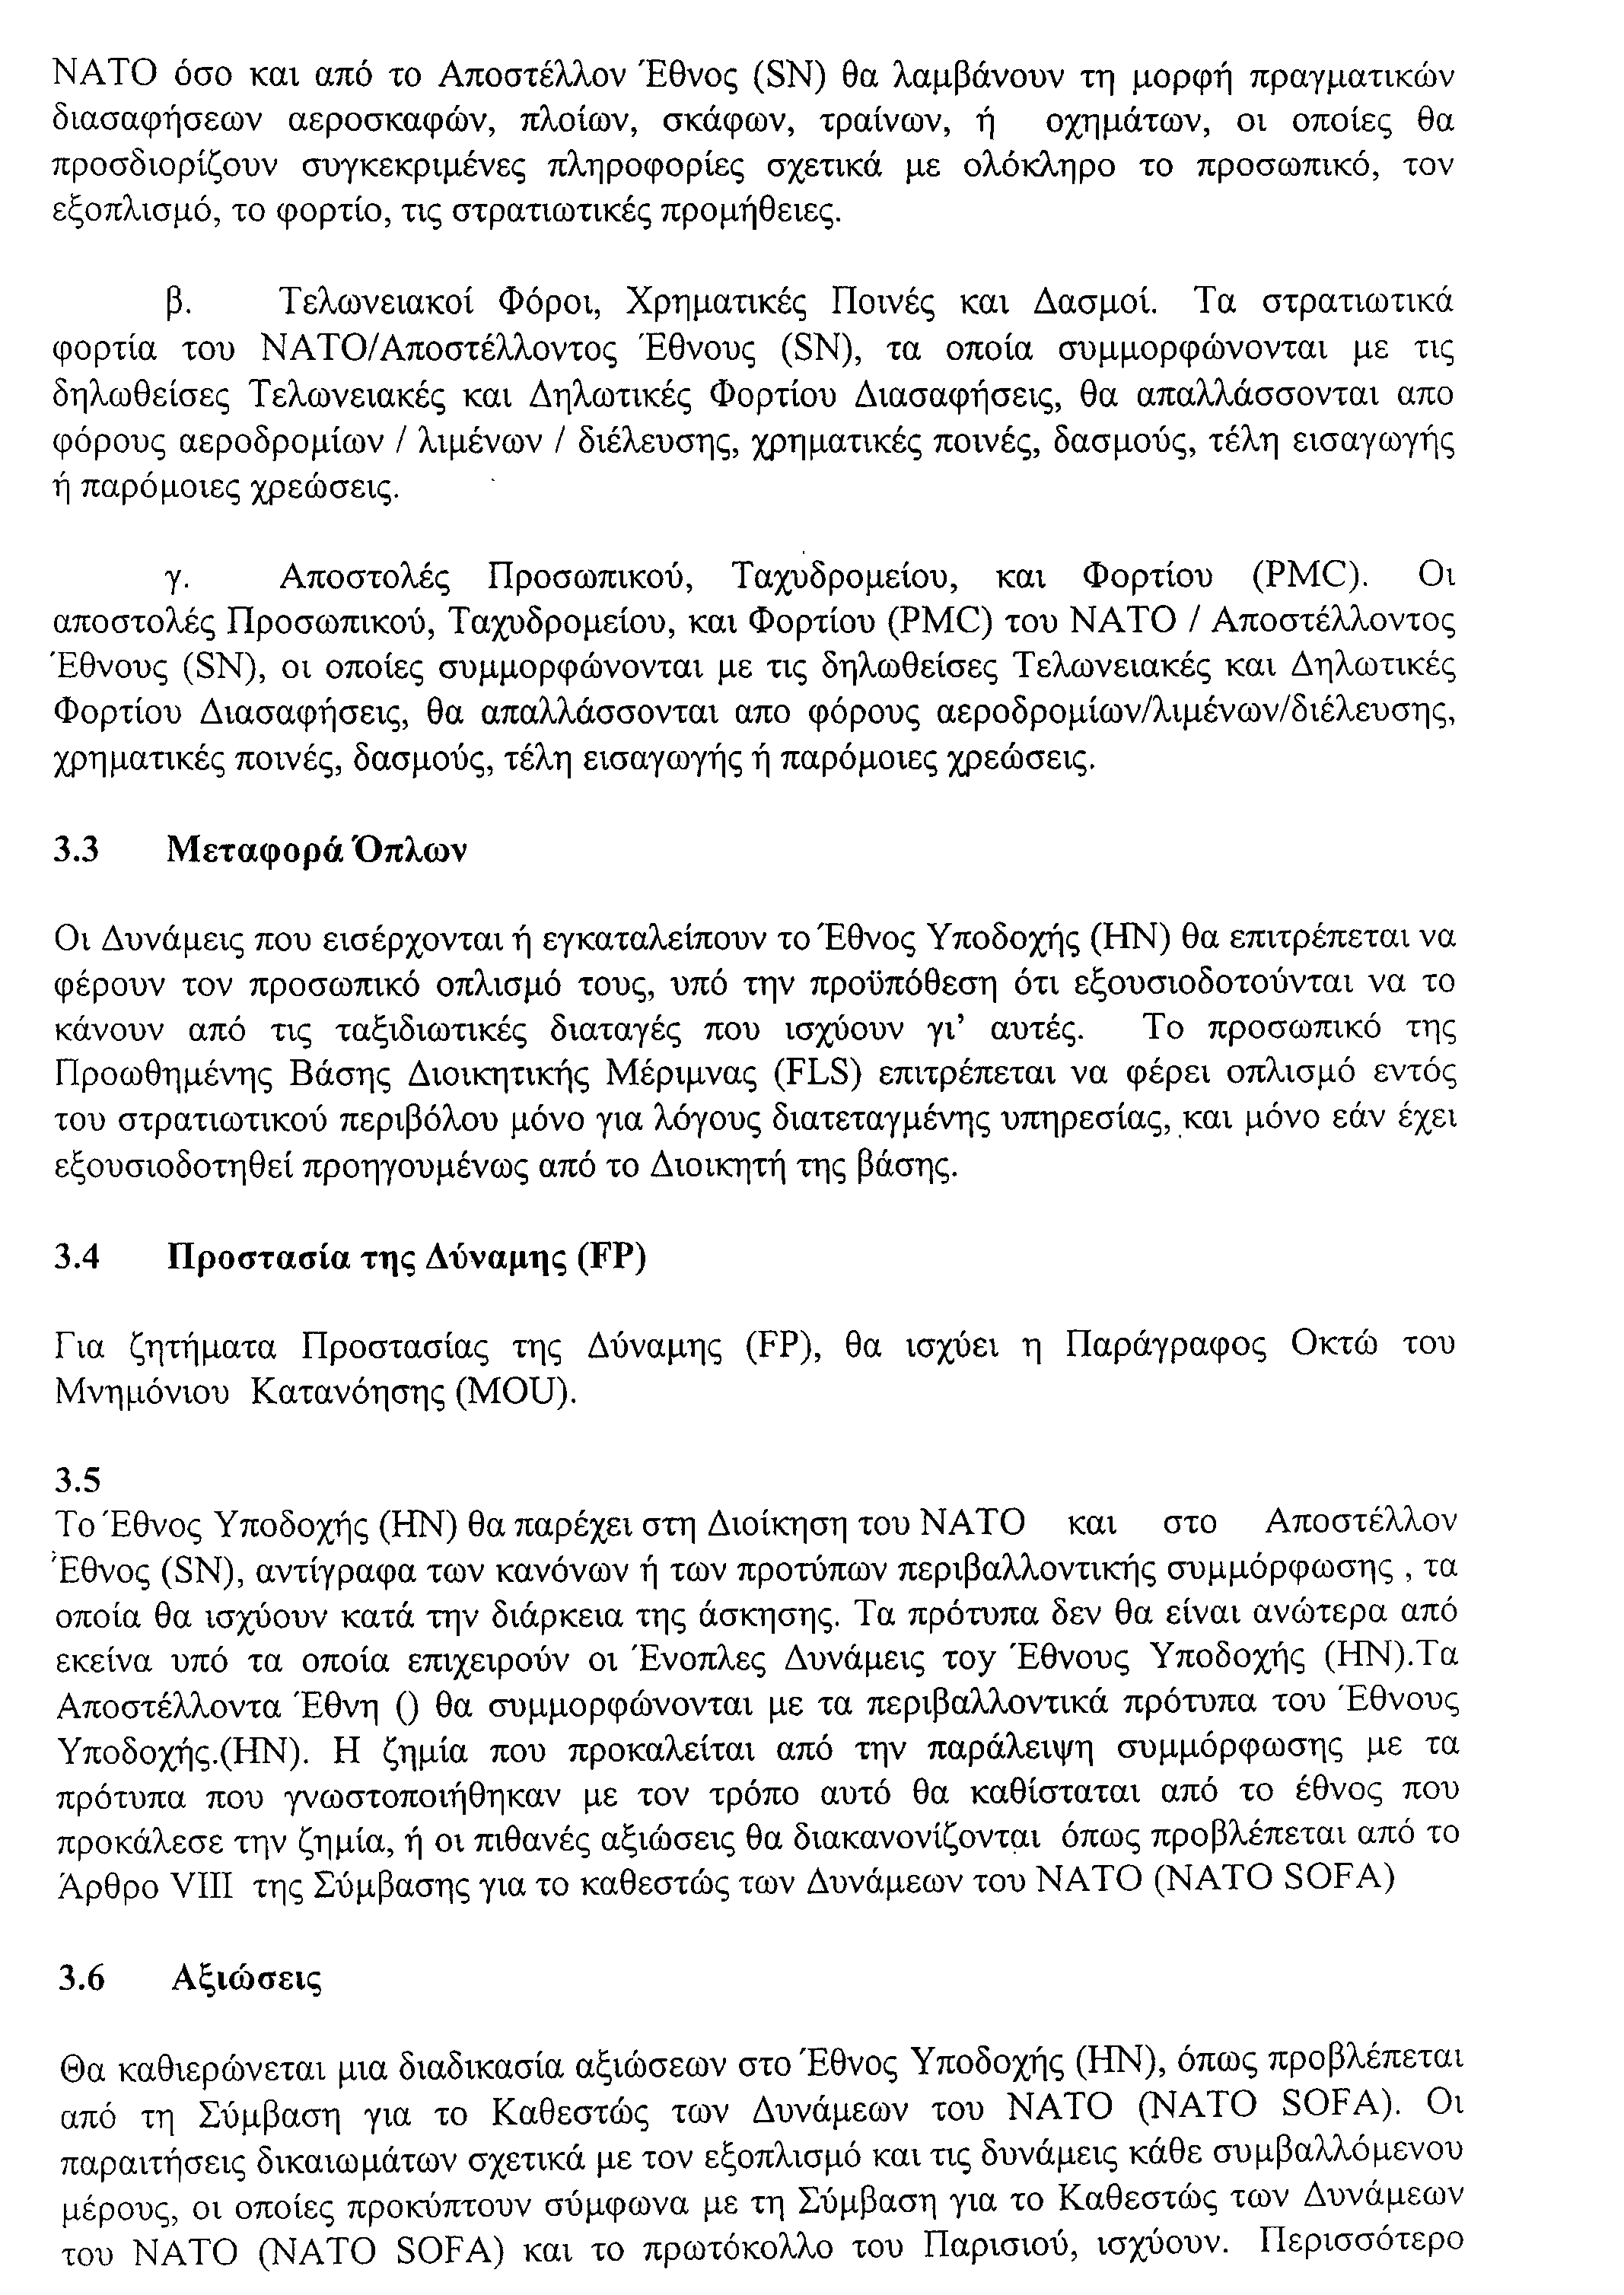 ΝΑΤΟ όσο και από το Αποστέλλον Έθνος (SN) θα λαμβάνουν τη μορφή πραγματικών
διασαφήσεων αεροσκαφών, πλοίων, σκάφων, τραίνων, ή οχημάτων, οι οποίες θα
προσδιορίζουν συγκεκριμένες πληροφορίες σχετικά με ολόκληρο το προσωπικό, τον
εξοπλισμό, το φορτίο, τις στρατιωτικές προμήθειες.
β. Τελωνειακοί Φόροι, Χρηματικές Ποινές και Δασμοί. Τα στρατιωτικά
φορτία του ΝΑΤΟ/Αποστέλλοντος Έθνους (SN), τα οποία συμμορφώνονται με τις
δηλωθείσες Τελωνειακές και Δηλωτικές Φορτίου Διασαφήσεις, θα απαλλάσσονται απο
φόρους αεροδρομίων / λιμένων / διέλευσης, χρηματικές ποινές, δασμούς, τέλη εισαγωγής
ή παρόμοιες χρεώσεις.
γ. Αποστολές Προσωπικού, Ταχυδρομείου, και Φορτίου (PMC). Οι
αποστολές Προσωπικού, Ταχυδρομείου, και Φορτίου (PMC) του ΝΑΤΟ / Αποστέλλοντος
Έθνους (SN), οι οποίες συμμορφώνονται με τις δηλωθείσες Τελωνειακές και Δηλωτικές
Φορτίου Διασαφήσεις, θα απαλλάσσονται απο φόρους αεροδρομίων/λιμένων/διέλευσης,
χρηματικές ποινές, δασμούς, τέλη εισαγωγής ή παρόμοιες χρεώσεις.
3.3 Μεταφορά Όπλων
Οι Δυνάμεις που εισέρχονται ή εγκαταλείπουν το Έθνος Υποδοχής (HN) θα επιτρέπεται να
φέρουν τον προσωπικό οπλισμό τους, υπό την προϋπόθεση ότι εξουσιοδοτούνται να το
κάνουν από τις ταξιδιωτικές διαταγές που ισχύουν γι' αυτές. Το προσωπικό της
Προωθημένης Βάσης Διοικητικής Μέριμνας (FLS) επιτρέπεται να φέρει οπλισμό εντός
του στρατιωτικού περιβόλου μόνο για λόγους διατεταγμένης υπηρεσίας, και μόνο εάν έχει
εξουσιοδοτηθεί προηγουμένως από το Διοικητή της βάσης.
3.4 Προστασία της Δύναμης (FP)
Για ζητήματα Προστασίας της Δύναμης (FP), θα ισχύει η Παράγραφος Οκτώ του
Μνημόνιου Κατανόησης (MOU).
3.5
Το Έθνος Υποδοχής (HN) θα παρέχει στη Διοίκηση του ΝΑΤΟ και στο Αποστέλλον
Έθνος (SN), αντίγραφα των κανόνων ή των προτύπων περιβαλλοντικής συμμόρφωσης , τα
οποία θα ισχύουν κατά την διάρκεια της άσκησης. Τα πρότυπα δεν θα είναι ανώτερα από
εκείνα υπό τα οποία επιχειρούν οι Ένοπλες Δυνάμεις τοy Έθνους Υποδοχής (HN).Τα
Αποστέλλοντα Έθνη () θα συμμορφώνονται με τα περιβαλλοντικά πρότυπα του Έθνους
Υποδοχής.(HN). Η ζημία που προκαλείται από την παράλειψη συμμόρφωσης με τα
πρότυπα που γνωστοποιήθηκαν με τον τρόπο αυτό θα καθίσταται από το έθνος που
προκάλεσε την ζημία, ή οι πιθανές αξιώσεις θα διακανονίζονται όπως προβλέπεται από το
Άρθρο VIII της Σύμβασης για το καθεστώς των Δυνάμεων του ΝΑΤΟ (NATO SOFA)
3.6 Αξιώσεις
Θα καθιερώνεται μια διαδικασία αξιώσεων στο Έθνος Υποδοχής (HN), όπως προβλέπεται
από τη Σύμβαση για το Καθεστώς των Δυνάμεων του ΝΑΤΟ (NATO SOFA). Οι
παραιτήσεις δικαιωμάτων σχετικά με τον εξοπλισμό και τις δυνάμεις κάθε συμβαλλόμενου
μέρους, οι οποίες προκύπτουν σύμφωνα με τη Σύμβαση για το Καθεστώς των Δυνάμεων
του ΝΑΤΟ (NATO SOFA) και το πρωτόκολλο του Παρισιού, ισχύουν. Περισσότερο